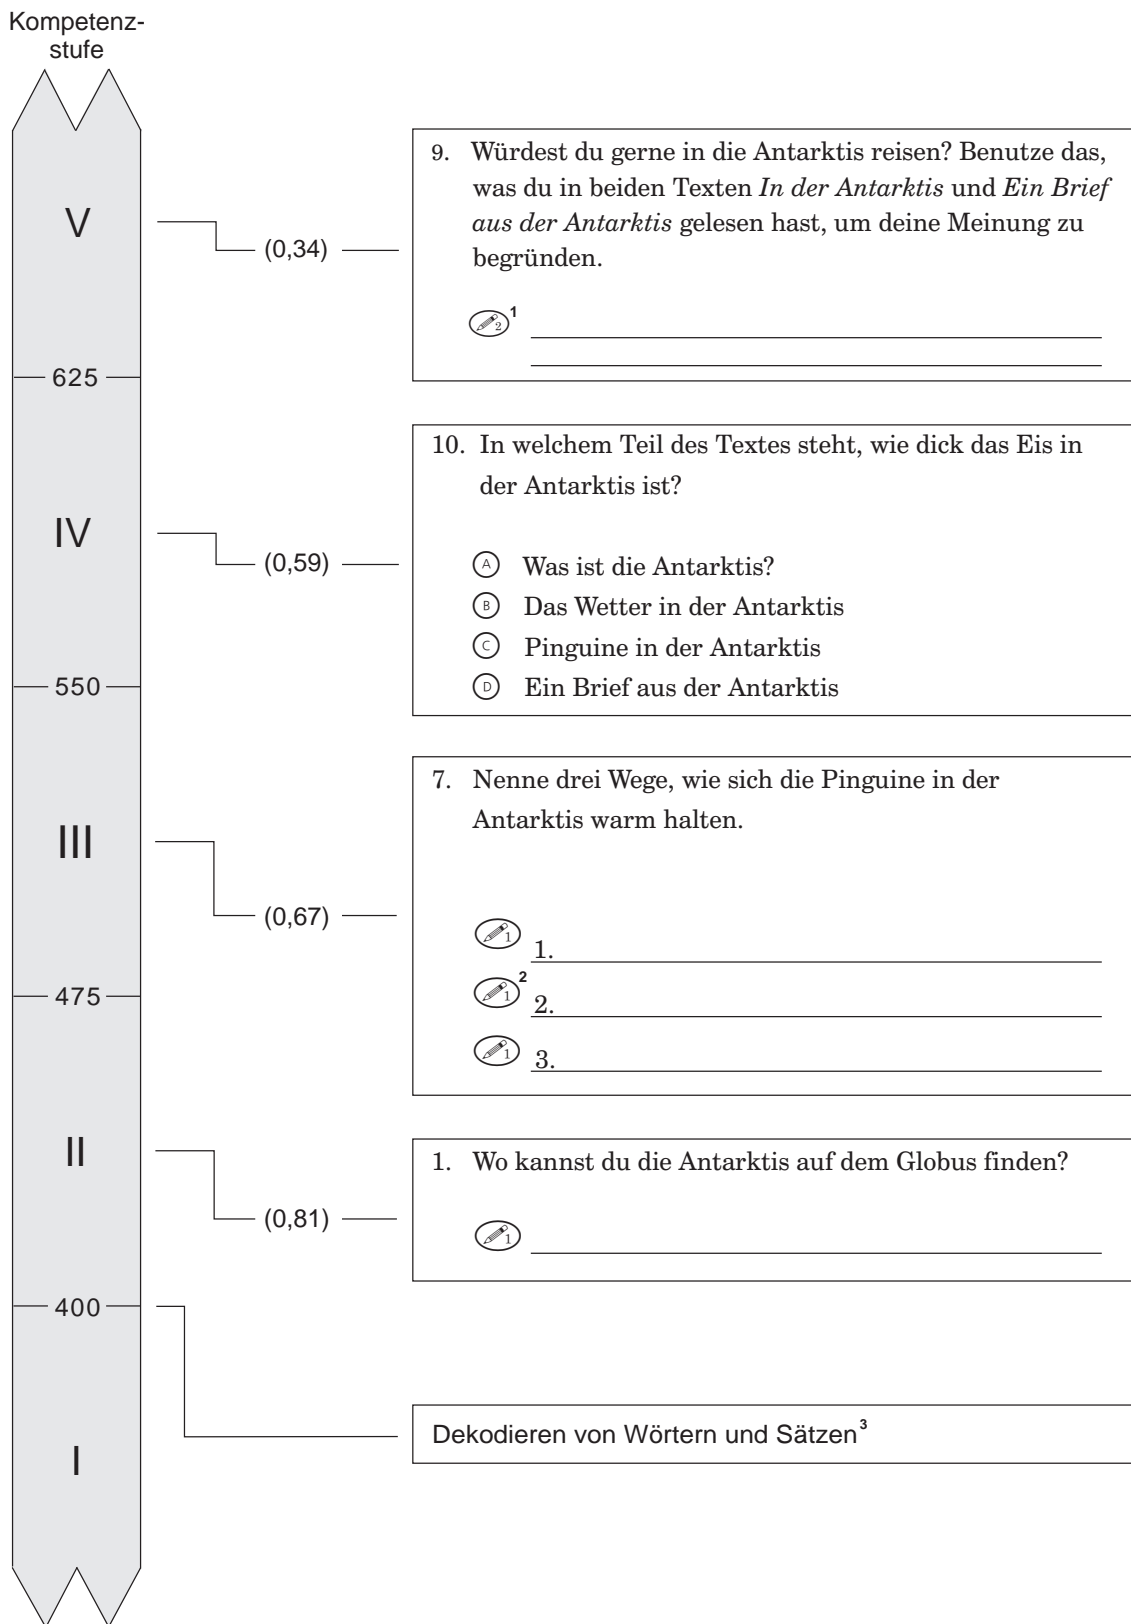 Kompetenz-
stufe
V
(0,34)
9. Würdest du gerne in die Antarktis reisen? Benutze das,
was du in beiden Texten In der Antarktis und Ein Brief
aus der Antarktis gelesen hast, um deine Meinung zu
begründen.
2 1
625
10. In welchem Teil des Textes steht, wie dick das Eis in
der Antarktis ist?
IV
(0,59)
A Was ist die Antarktis?
B Das Wetter in der Antarktis
C Pinguine in der Antarktis
D Ein Brief aus der Antarktis
550
7. Nenne drei Wege, wie sich die Pinguine in der
Antarktis warm halten.
III
(0,67)
1 1.
475
1 2 2.
1 3.
II
(0,81)
1. Wo kannst du die Antarktis auf dem Globus finden?
1
400
I
Dekodieren von Wörtern und Sätzen3